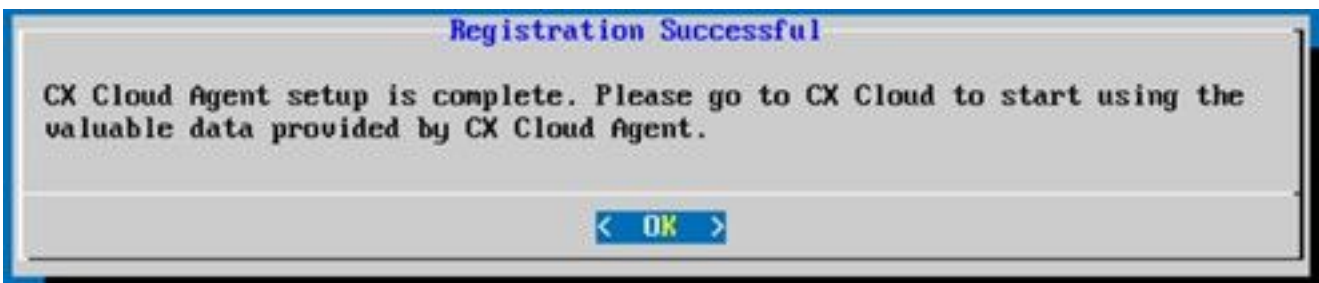 Registration Successful
CX Cloud Agent setup is complete. Please go to CX Cloud to start using the
valuable data provided by CX Cloud Agent.
< OK >